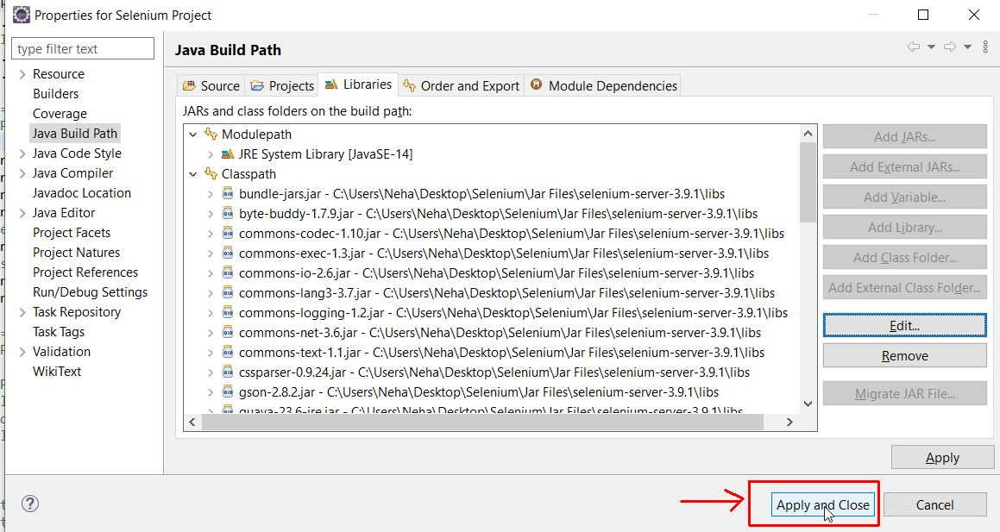 Properties for Selenium Project
type filter text
Resource
Builders
Coverage
Java Build Path
Java Code Style
Java Compiler
Javadoc Location
Java Editor
Project Facets
Project Natures
Project References
Run/Debug Settings
Task Repository
Task Tags
Validation
WikiText
Java Build Path
Source Projects Libraries Order and Export Module Dependencies
JARs and class folders on the build path:
Modulepath
JRE System Library [JavaSE-14]
Classpath
bundle-jars.jar - C:\Users\Neha\Desktop\Selenium\Jar Files\selenium-server-3.9.1\libs
byte-buddy-1.7.9.jar - C:\Users\Neha\Desktop\Selenium\Jar Files\selenium-server-3.9.1\libs
commons-codec-1.10.jar - C:\Users\Neha\Desktop\Selenium\Jar Files\selenium-server-3.9.1\libs
commons-exec-1.3.jar - C:\Users\Neha\Desktop\Selenium\Jar Files\selenium-server-3.9.1\libs
commons-io-2.6.jar - C:\Users\Neha\Desktop\Selenium\Jar Files\selenium-server-3.9.1\libs
commons-lang3-3.7.jar - C:\Users\Neha\Desktop\Selenium\Jar Files\selenium-server-3.9.1\libs
commons-logging-1.2.jar - C:\Users\Neha\Desktop\Selenium\Jar Files\selenium-server-3.9.1\libs
commons-net-3.6.jar - C:\Users\Neha\Desktop\Selenium\Jar Files\selenium-server-3.9.1\libs
commons-text-1.1.jar - C:\Users\Neha\Desktop\Selenium\Jar Files\selenium-server-3.9.1\libs
cssparser-0.9.24.jar - C:\Users\Neha\Desktop\Selenium\Jar Files\selenium-server-3.9.1\libs
gson-2.8.2.jar - C:\Users\Neha\Desktop\Selenium\Jar Files\selenium-server-3.9.1\libs
guava-23.6-jre.jar - C:\Users\Neha\Desktop\Selenium\Jar Files\selenium-server-3.9.1\libs
Add JARs...
Add External JARs...
Add Variable...
Add Library...
Add Class Folder...
Add External Class Folder...
Edit...
Remove
Migrate JAR File...
Apply
Apply and Close
Cancel